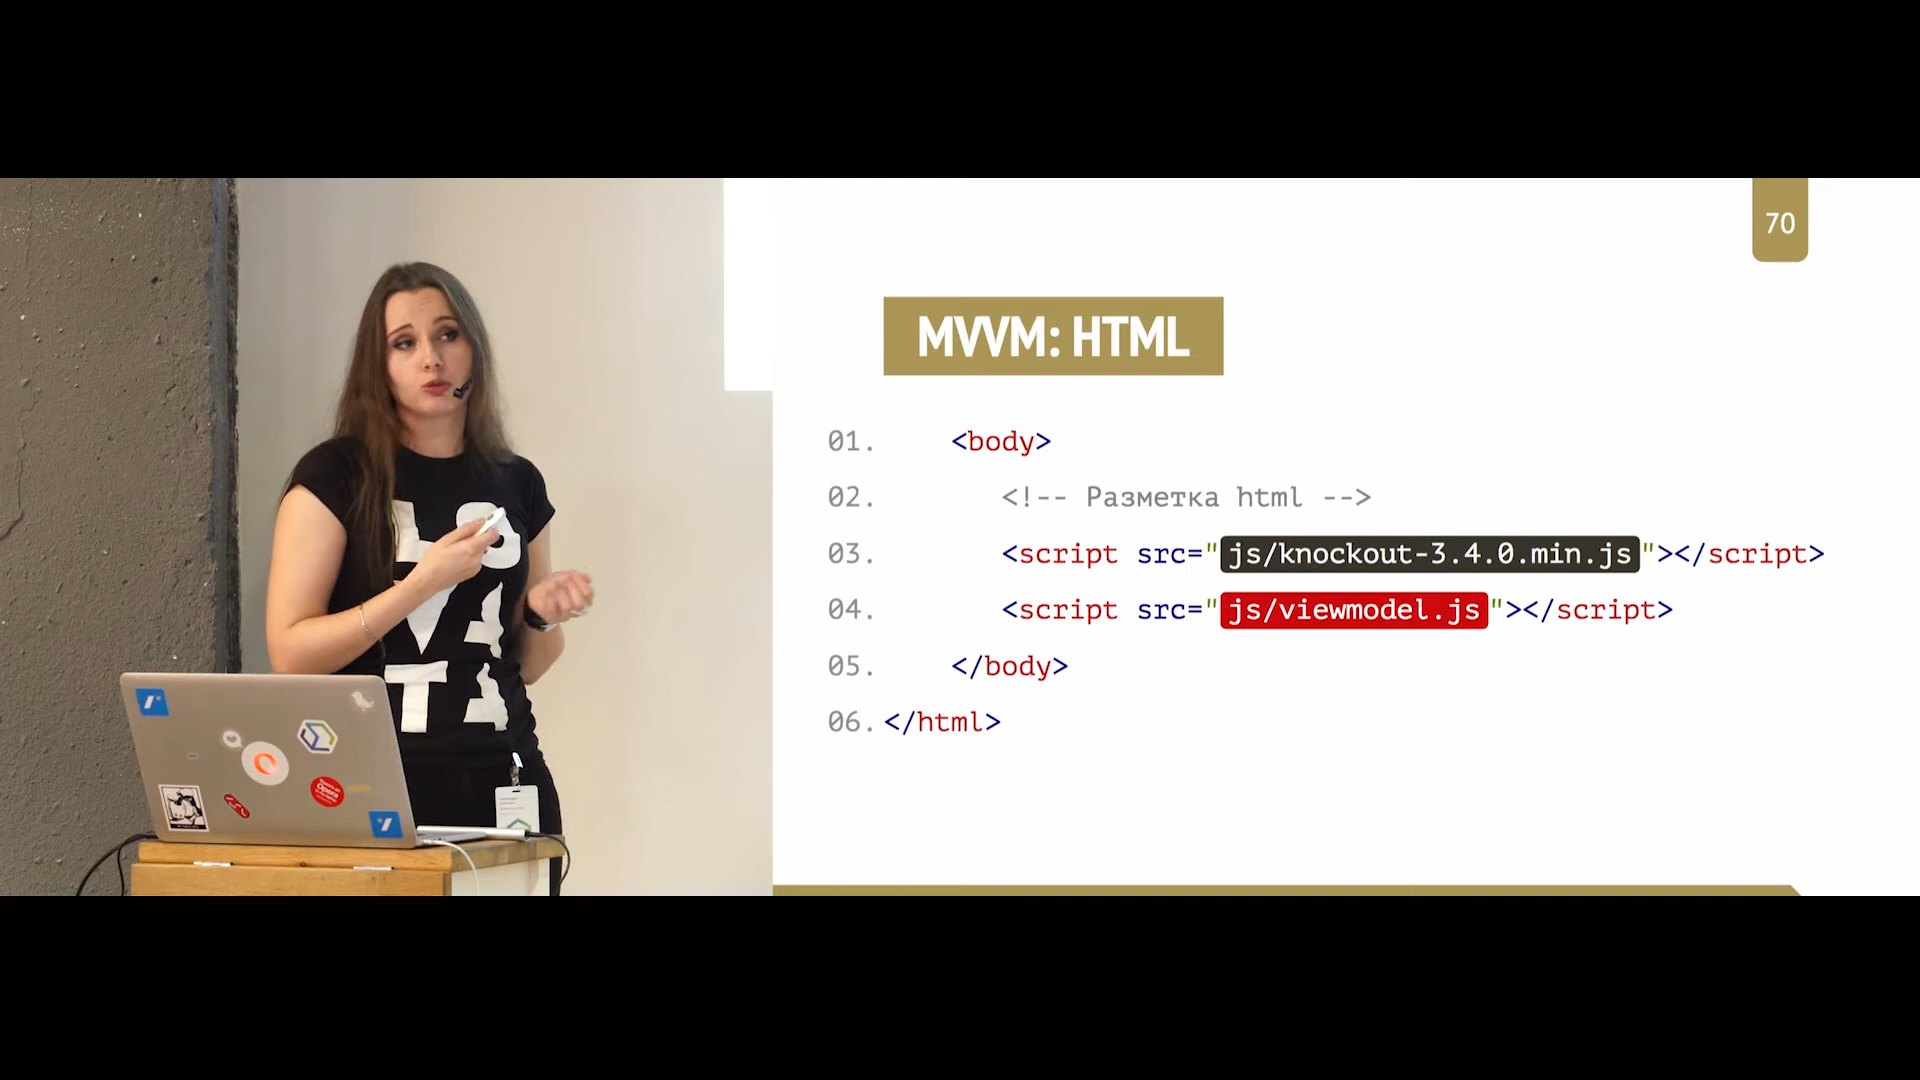 70
MVVM: HTML
01. <body>
02. <!-- Разметка html -->
03. <script src="js/knockout-3.4.0.min.js"></script>
04. <script src="js/viewmodel.js"></script>
05. </body>
06. </html>
Opera